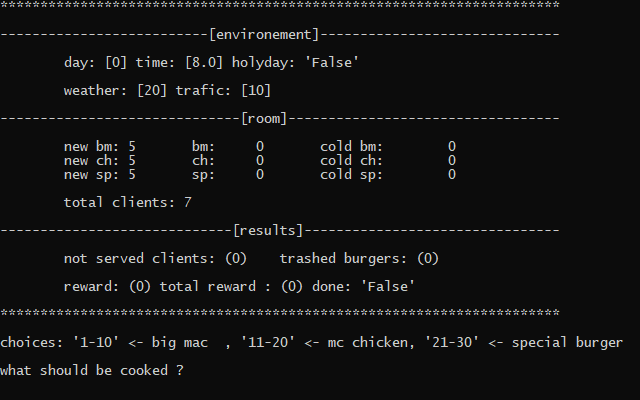 **********************************************************************
--------------------------[environement]------------------------------
day: [0] time: [8.0] holyday: 'False'
weather: [20] trafic: [10]
------------------------------[room]----------------------------------
new bm: 5 bm: 0 cold bm: 0
new ch: 5 ch: 0 cold ch: 0
new sp: 5 sp: 0 cold sp: 0
total clients: 7
-----------------------------[results]--------------------------------
not served clients: (0) trashed burgers: (0)
reward: (0) total reward : (0) done: 'False'
**********************************************************************
choices: '1-10' <- big mac , '11-20' <- mc chicken, '21-30' <- special burger
what should be cooked ?